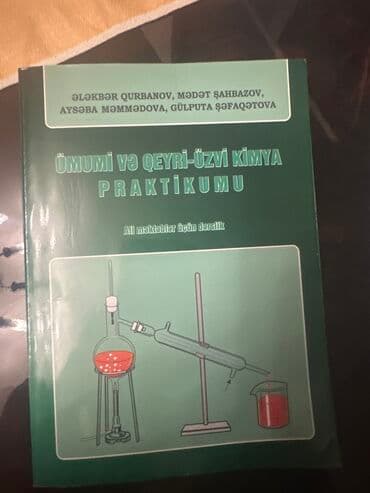 ƏLƏKBƏR QURBANOV, MƏDƏT ŞAHBAZOV,
AYSƏBA MƏMMƏDOVA, GÜLPUTA ŞƏFAQƏTOVA
ÜMUMİ VƏ QEYRİ-ÜZVİ KİMYA
PRAKTİKUMU
Ali məktəblər üçün dərslik